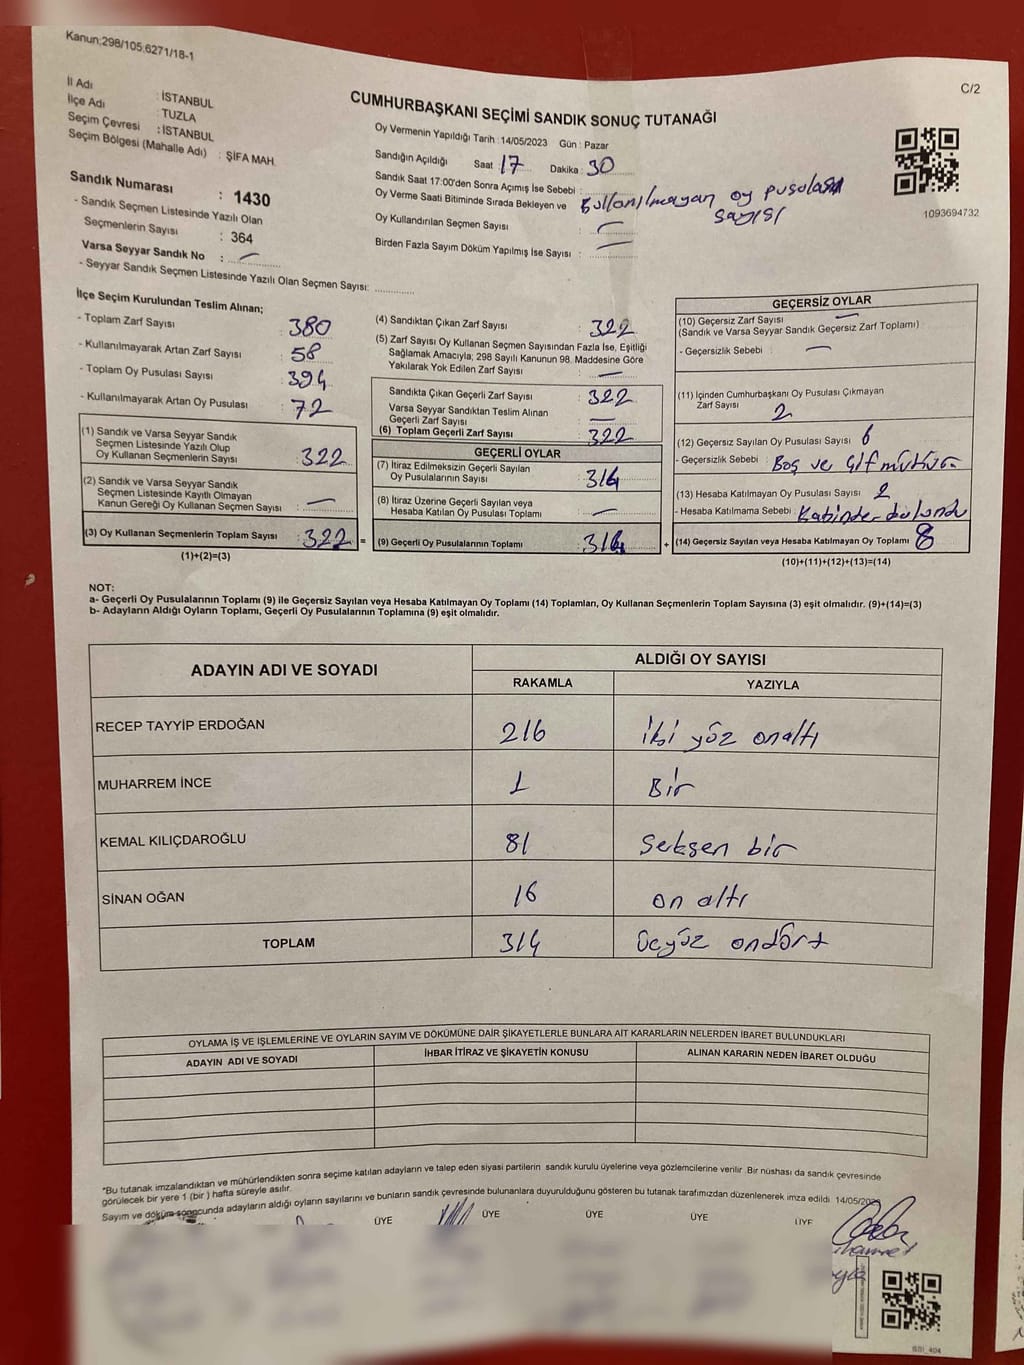 Kanun;298/105;6271/18-1
C/2
İl Adı : İSTANBUL
İlçe Adı : TUZLA
Seçim Çevresi : İSTANBUL
Seçim Bölgesi (Mahalle Adı) : ŞİFA MAH.
Sandık Numarası : 1430
- Sandık Seçmen Listesinde Yazılı Olan
Seçmenlerin Sayısı : 364
Varsa Seyyar Sandık No : —
- Seyyar Sandık Seçmen Listesinde Yazılı Olan Seçmen Sayısı: ..............
CUMHURBAŞKANI SEÇİMİ SANDIK SONUÇ TUTANAĞI
Oy Vermenin Yapıldığı Tarih : 14/05/2023 Gün : Pazar
Sandığın Açıldığı Saat : 17 Dakika : 30
Sandık Saat 17:00'den Sonra Açımış İse Sebebi :
Oy Verme Saati Bitiminde Sırada Bekleyen ve
Oy Kullandırılan Seçmen Sayısı : —
Birden Fazla Sayım Döküm Yapılmış İse Sayısı : —
Kullanılmayan oy pusulası
sayısı
1093694732
İlçe Seçim Kurulundan Teslim Alınan;
- Toplam Zarf Sayısı : 380
- Kullanılmayarak Artan Zarf Sayısı : 58
- Toplam Oy Pusulası Sayısı : 394
- Kullanılmayarak Artan Oy Pusulası : 72
(1) Sandık ve Varsa Seyyar Sandık
Seçmen Listesinde Yazılı Olup
Oy Kullanan Seçmenlerin Sayısı : 322
(2) Sandık ve Varsa Seyyar Sandık
Seçmen Listesinde Kayıtlı Olmayan
Kanun Gereği Oy Kullanan Seçmen Sayısı : —
(3) Oy Kullanan Seçmenlerin Toplam Sayısı : 322 =
(1)+(2)=(3)
(4) Sandıktan Çıkan Zarf Sayısı : 322
(5) Zarf Sayısı Oy Kullanan Seçmen Sayısından Fazla İse, Eşitliği
Sağlamak Amacıyla; 298 Sayılı Kanunun 98. Maddesine Göre
Yakılarak Yok Edilen Zarf Sayısı : —
Sandıkta Çıkan Geçerli Zarf Sayısı : 322
Varsa Seyyar Sandıktan Teslim Alınan
Geçerli Zarf Sayısı : —
(6) Toplam Geçerli Zarf Sayısı : 322
GEÇERLİ OYLAR
(7) İtiraz Edilmeksizin Geçerli Sayılan
Oy Pusulalarının Sayısı : 314
(8) İtiraz Üzerine Geçerli Sayılan veya
Hesaba Katılan Oy Pusulası Toplamı : —
(9) Geçerli Oy Pusulalarının Toplamı : 314 +
GEÇERSİZ OYLAR
(10) Geçersiz Zarf Sayısı : —
(Sandık ve Varsa Seyyar Sandık Geçersiz Zarf Toplamı)
- Geçersizlik Sebebi : —
(11) İçinden Cumhurbaşkanı Oy Pusulası Çıkmayan
Zarf Sayısı : 2
(12) Geçersiz Sayılan Oy Pusulası Sayısı : 6
- Geçersizlik Sebebi : Boş ve çif mühür
(13) Hesaba Katılmayan Oy Pusulası Sayısı : 2
- Hesaba Katılmama Sebebi : Kabinde bulundu
(14) Geçersiz Sayılan veya Hesaba Katılmayan Oy Toplamı : 8
(10)+(11)+(12)+(13)=(14)
NOT:
a- Geçerli Oy Pusulalarının Toplamı (9) ile Geçersiz Sayılan veya Hesaba Katılmayan Oy Toplamı (14) Toplamları, Oy Kullanan Seçmenlerin Toplam Sayısına (3) eşit olmalıdır. (9)+(14)=(3)
b- Adayların Aldığı Oyların Toplamı, Geçerli Oy Pusulalarının Toplamına (9) eşit olmalıdır.
ADAYIN ADI VE SOYADI ALDIĞI OY SAYISI
RAKAMLA YAZIYLA
RECEP TAYYİP ERDOĞAN 216 iki yüz onaltı
MUHARREM İNCE 1 Bir
KEMAL KILIÇDAROĞLU 81 Seksen bir
SİNAN OĞAN 16 on altı
TOPLAM 314 üçyüz ondört
OYLAMA İŞ VE İŞLEMLERİNE VE OYLARIN SAYIM VE DÖKÜMÜNE DAİR ŞİKAYETLERLE BUNLARA AİT KARARLARIN NELERDEN İBARET BULUNDUKLARI
ADAYIN ADI VE SOYADI İHBAR İTİRAZ VE ŞİKAYETİN KONUSU ALINAN KARARIN NEDEN İBARET OLDUĞU
*Bu tutanak imzalandıktan ve mühürlendikten sonra seçime katılan adayların ve talep eden siyasi partilerin sandık kurulu üyelerine veya gözlemcilerine verilir. Bir nüshası da sandık çevresinde
görülecek bir yere 1 (bir) hafta süreyle asılır.
Sayım ve döküm sonucunda adayların aldığı oyların sayılarını ve bunların sandık çevresinde bulunanlara duyurulduğunu gösteren bu tutanak tarafımızdan düzenlenerek imza edildi. 14/05/2023
ÜYE ÜYE ÜYE ÜYE ÜYE